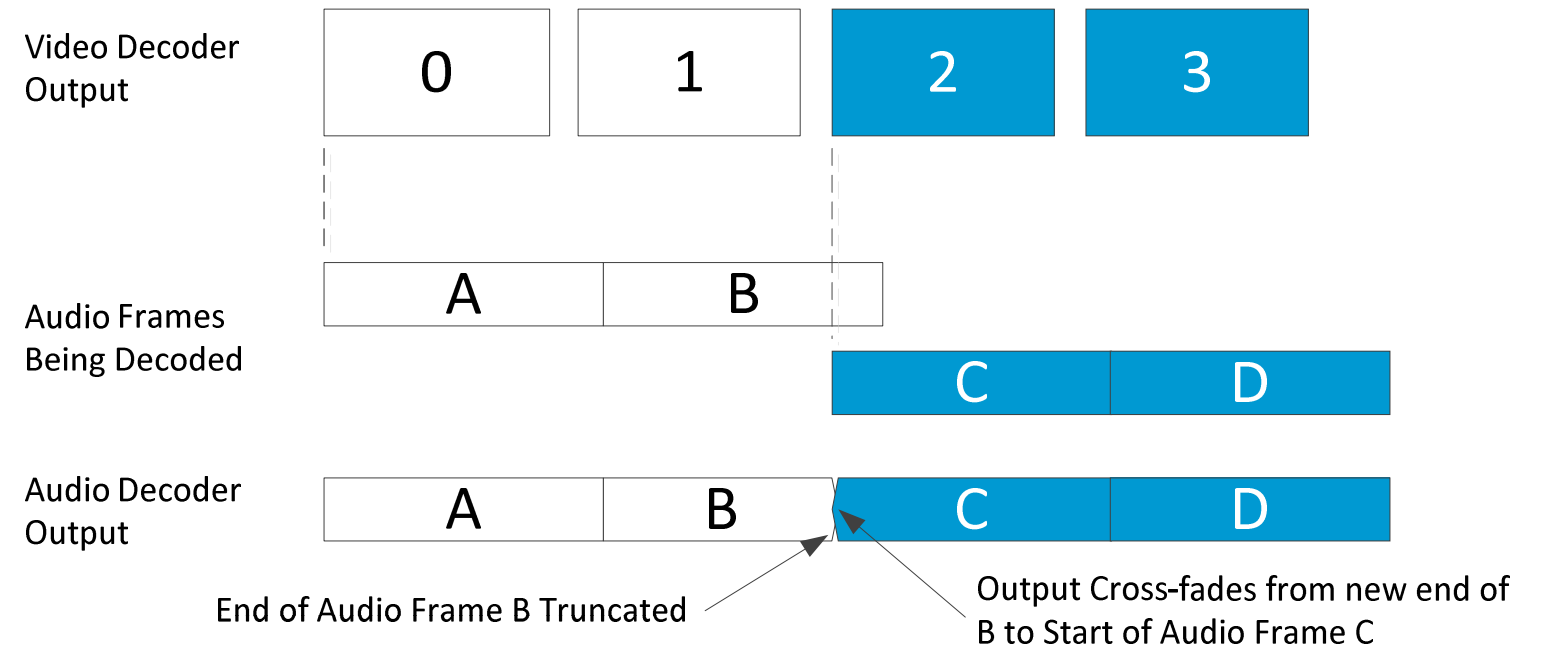 Video Decoder
Output
0
1
2
3
Audio Frames
Being Decoded
A
B
C
D
Audio Decoder
Output
A
B
C
D
End of Audio Frame B Truncated
Output Cross-fades from new end of
B to Start of Audio Frame C